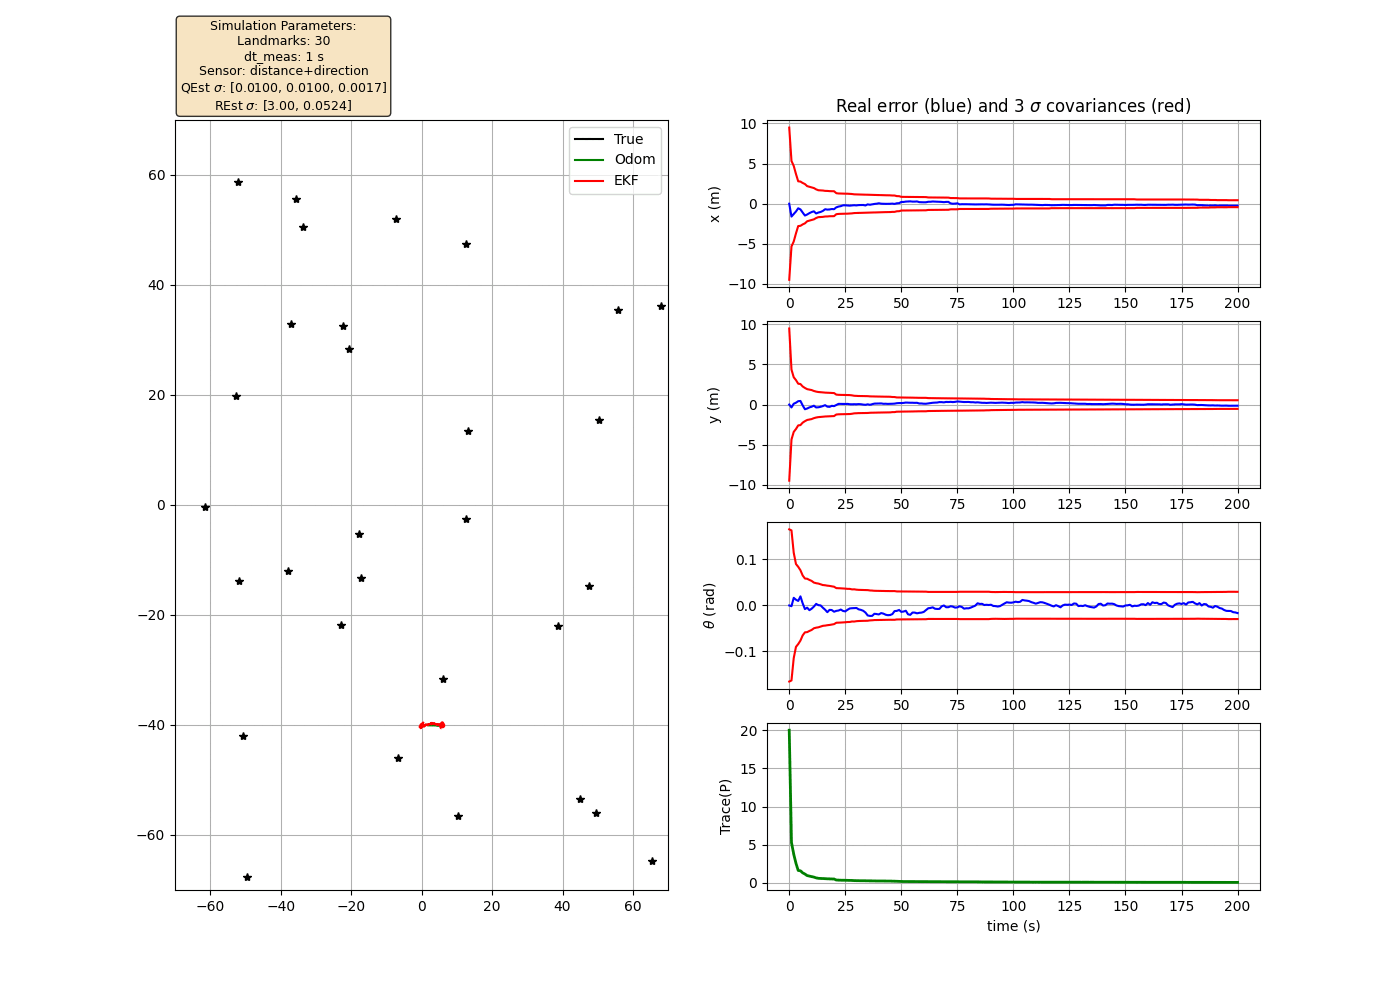 Simulation Parameters:
Landmarks: 30
dt_meas: 1 s
Sensor: distance+direction
QEst σ: [0.0100, 0.0100, 0.0017]
REst σ: [3.00, 0.0524]
True
Odom
EKF
60
40
20
0
−20
−40
−60
−60 −40 −20 0 20 40 60
Real error (blue) and 3 σ covariances (red)
x (m)
10
5
0
−5
−10
0 25 50 75 100 125 150 175 200
y (m)
10
5
0
−5
−10
0 25 50 75 100 125 150 175 200
θ (rad)
0.1
0.0
−0.1
0 25 50 75 100 125 150 175 200
Trace(P)
20
15
10
5
0
0 25 50 75 100 125 150 175 200
time (s)